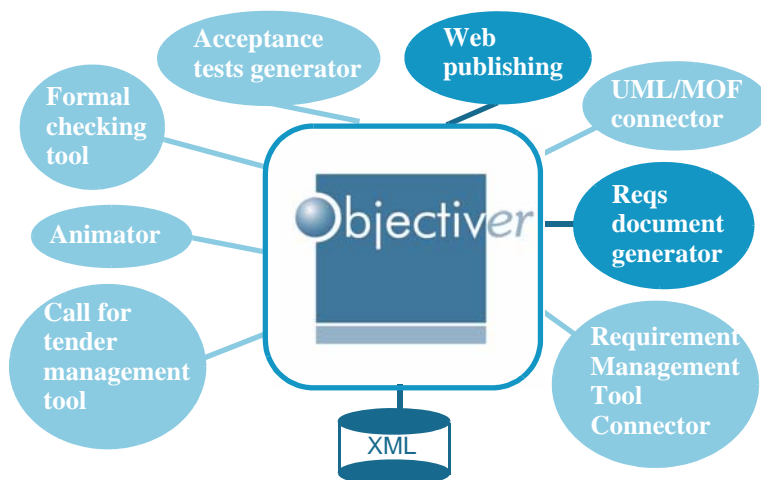 Acceptance
tests generator
Web
publishing
Formal
checking
tool
UML/MOF
connector
Objectiver
Reqs
document
generator
Animator
Call for
tender
management
tool
Requirement
Management
Tool
Connector
XML